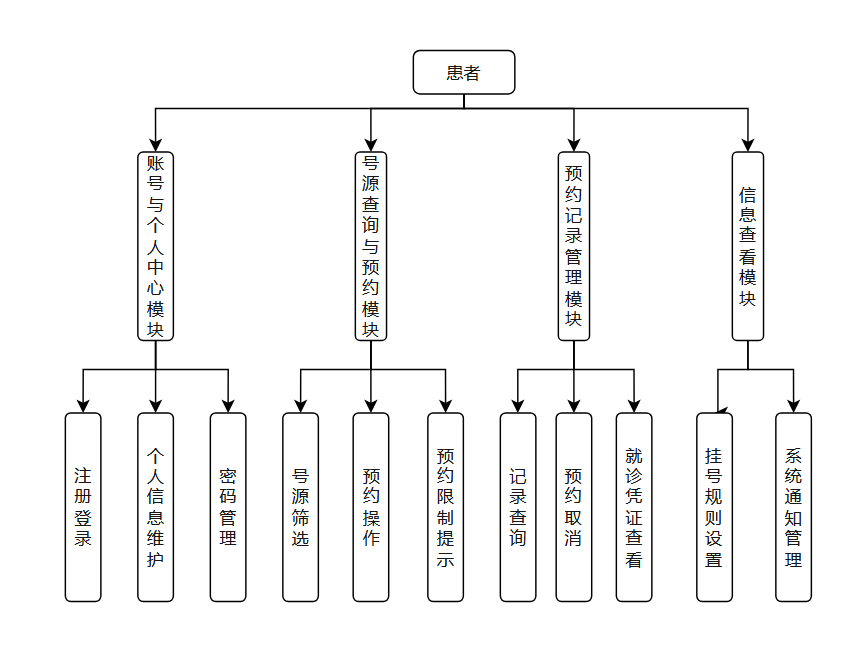 患者
账号与个人中心模块
号源查询与预约模块
预约记录管理模块
信息查看模块
注册登录
个人信息维护
密码管理
号源筛选
预约操作
预约限制提示
记录查询
预约取消
就诊凭证查看
挂号规则设置
系统通知管理